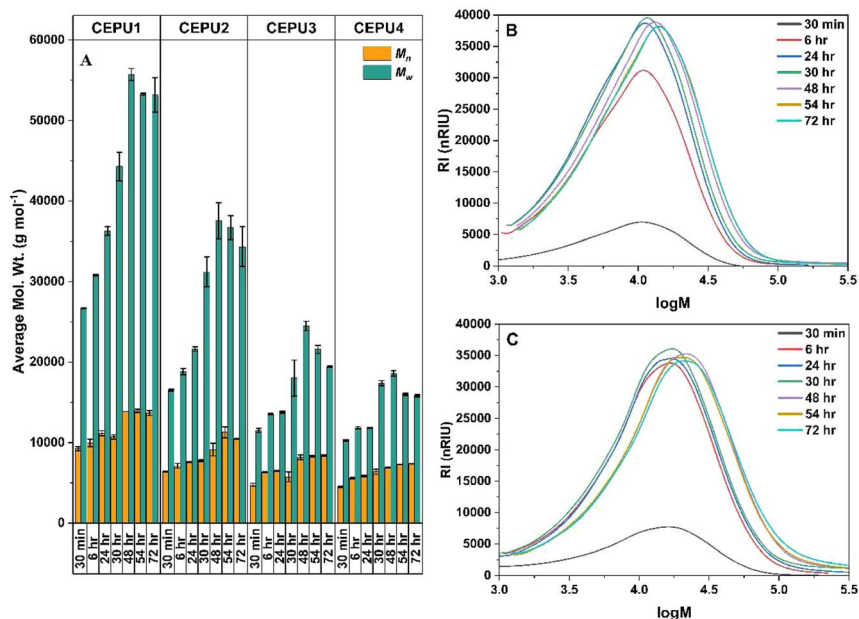 CEPU1 CEPU2 CEPU3 CEPU4
A
Mn
Mw
Average Mol. Wt. (g mol⁻¹)
60000
50000
40000
30000
20000
10000
0
30 min 6 hr 24 hr 30 hr 48 hr 54 hr 72 hr 30 min 6 hr 24 hr 30 hr 48 hr 54 hr 72 hr 30 min 6 hr 24 hr 30 hr 48 hr 54 hr 72 hr 30 min 6 hr 24 hr 30 hr 48 hr 54 hr 72 hr
B
30 min
6 hr
24 hr
30 hr
48 hr
54 hr
72 hr
RI (nRIU)
40000
35000
30000
25000
20000
15000
10000
5000
0
3.0 3.5 4.0 4.5 5.0 5.5
logM
C
30 min
6 hr
24 hr
30 hr
48 hr
54 hr
72 hr
RI (nRIU)
40000
35000
30000
25000
20000
15000
10000
5000
0
3.0 3.5 4.0 4.5 5.0 5.5
logM